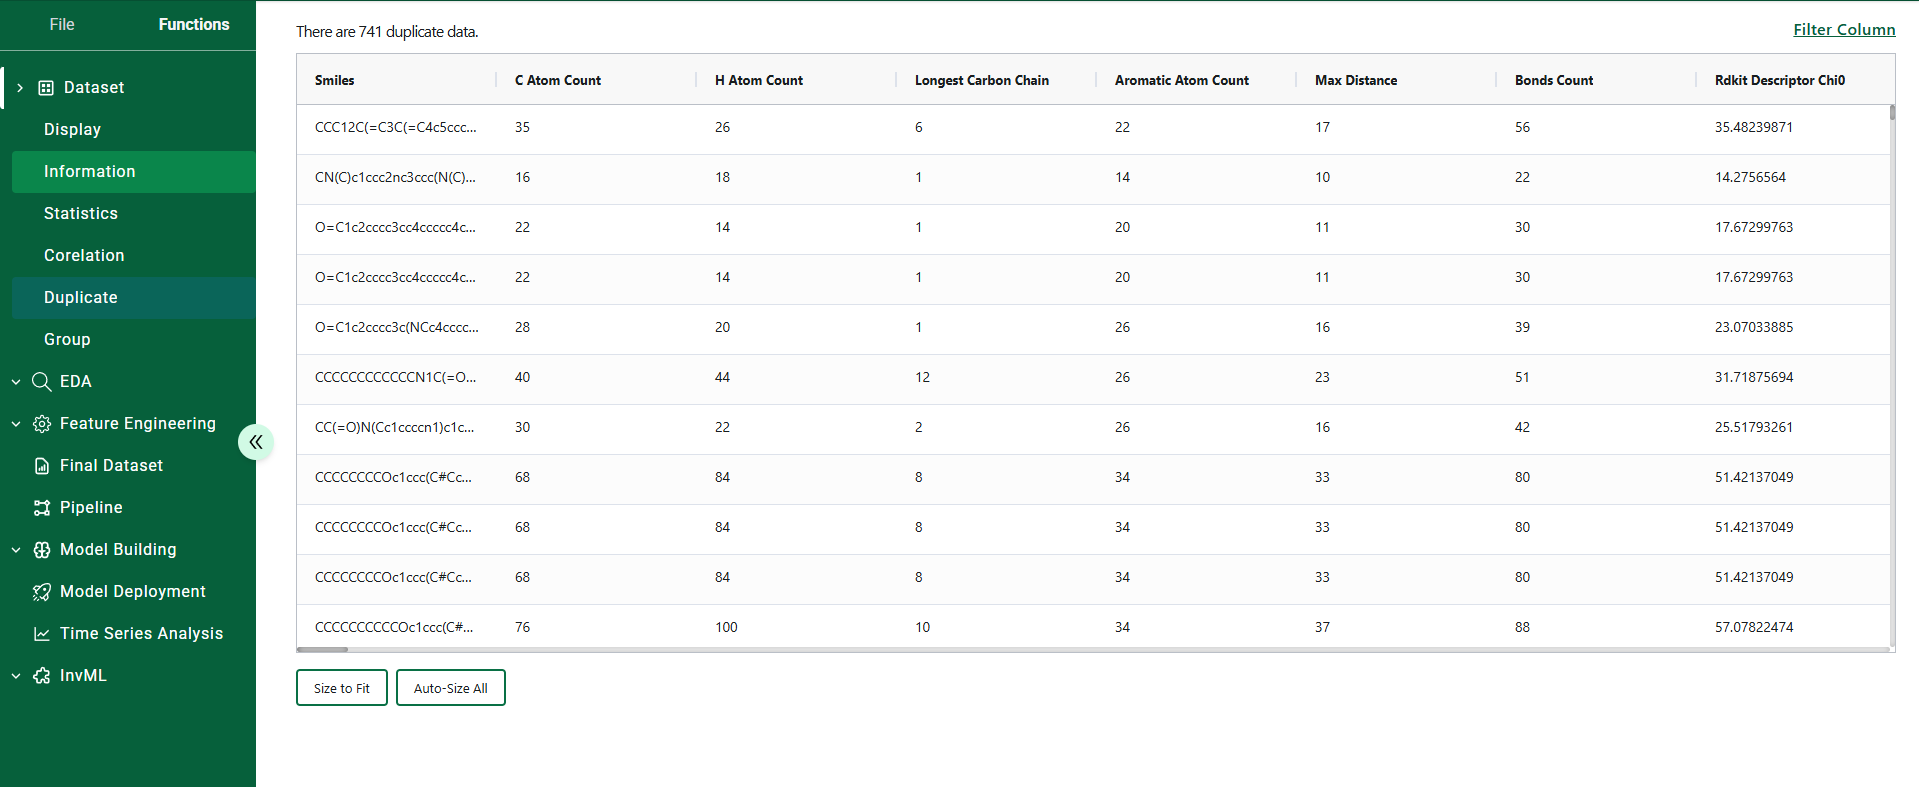 File Functions
Dataset
Display
Information
Statistics
Corelation
Duplicate
Group
EDA
Feature Engineering
Final Dataset
Pipeline
Model Building
Model Deployment
Time Series Analysis
InvML
There are 741 duplicate data.
Filter Column
Smiles C Atom Count H Atom Count Longest Carbon Chain Aromatic Atom Count Max Distance Bonds Count Rdkit Descriptor Chi0
CCC12C(=C3C(=C4c5ccc... 35 26 6 22 17 56 35.48239871
CN(C)c1ccc2nc3ccc(N(C)... 16 18 1 14 10 22 14.2756564
O=C1c2cccc3cc4ccccc4c... 22 14 1 20 11 30 17.67299763
O=C1c2cccc3cc4ccccc4c... 22 14 1 20 11 30 17.67299763
O=C1c2cccc3c(NCc4cccc... 28 20 1 26 16 39 23.07033885
CCCCCCCCCCCCN1C(=O... 40 44 12 26 23 51 31.71875694
CC(=O)N(Cc1ccccn1)c1c... 30 22 2 26 16 42 25.51793261
CCCCCCCCOc1ccc(C#Cc... 68 84 8 34 33 80 51.42137049
CCCCCCCCOc1ccc(C#Cc... 68 84 8 34 33 80 51.42137049
CCCCCCCCOc1ccc(C#Cc... 68 84 8 34 33 80 51.42137049
CCCCCCCCCCOc1ccc(C#... 76 100 10 34 37 88 57.07822474
Size to Fit Auto-Size All